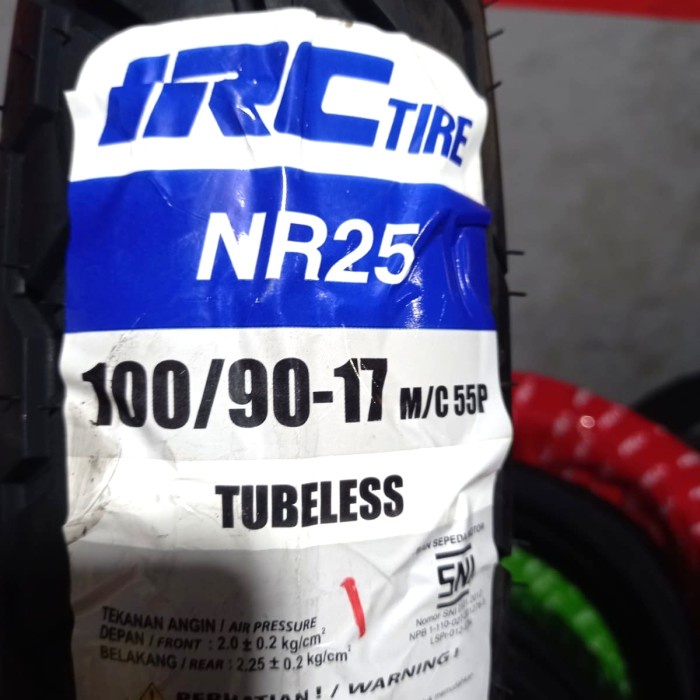 IRC TIRE
NR25
100/90-17 M/C 55P
TUBELESS
SEPEDA
SNI
TEKANAN ANGIN / AIR PRESSURE
DEPAN / FRONT : 2.0 ± 0.2 kg/cm²
BELAKANG / REAR : 2.25 ± 0.2 kg/cm²
PERHATIAN ! / WARNING !